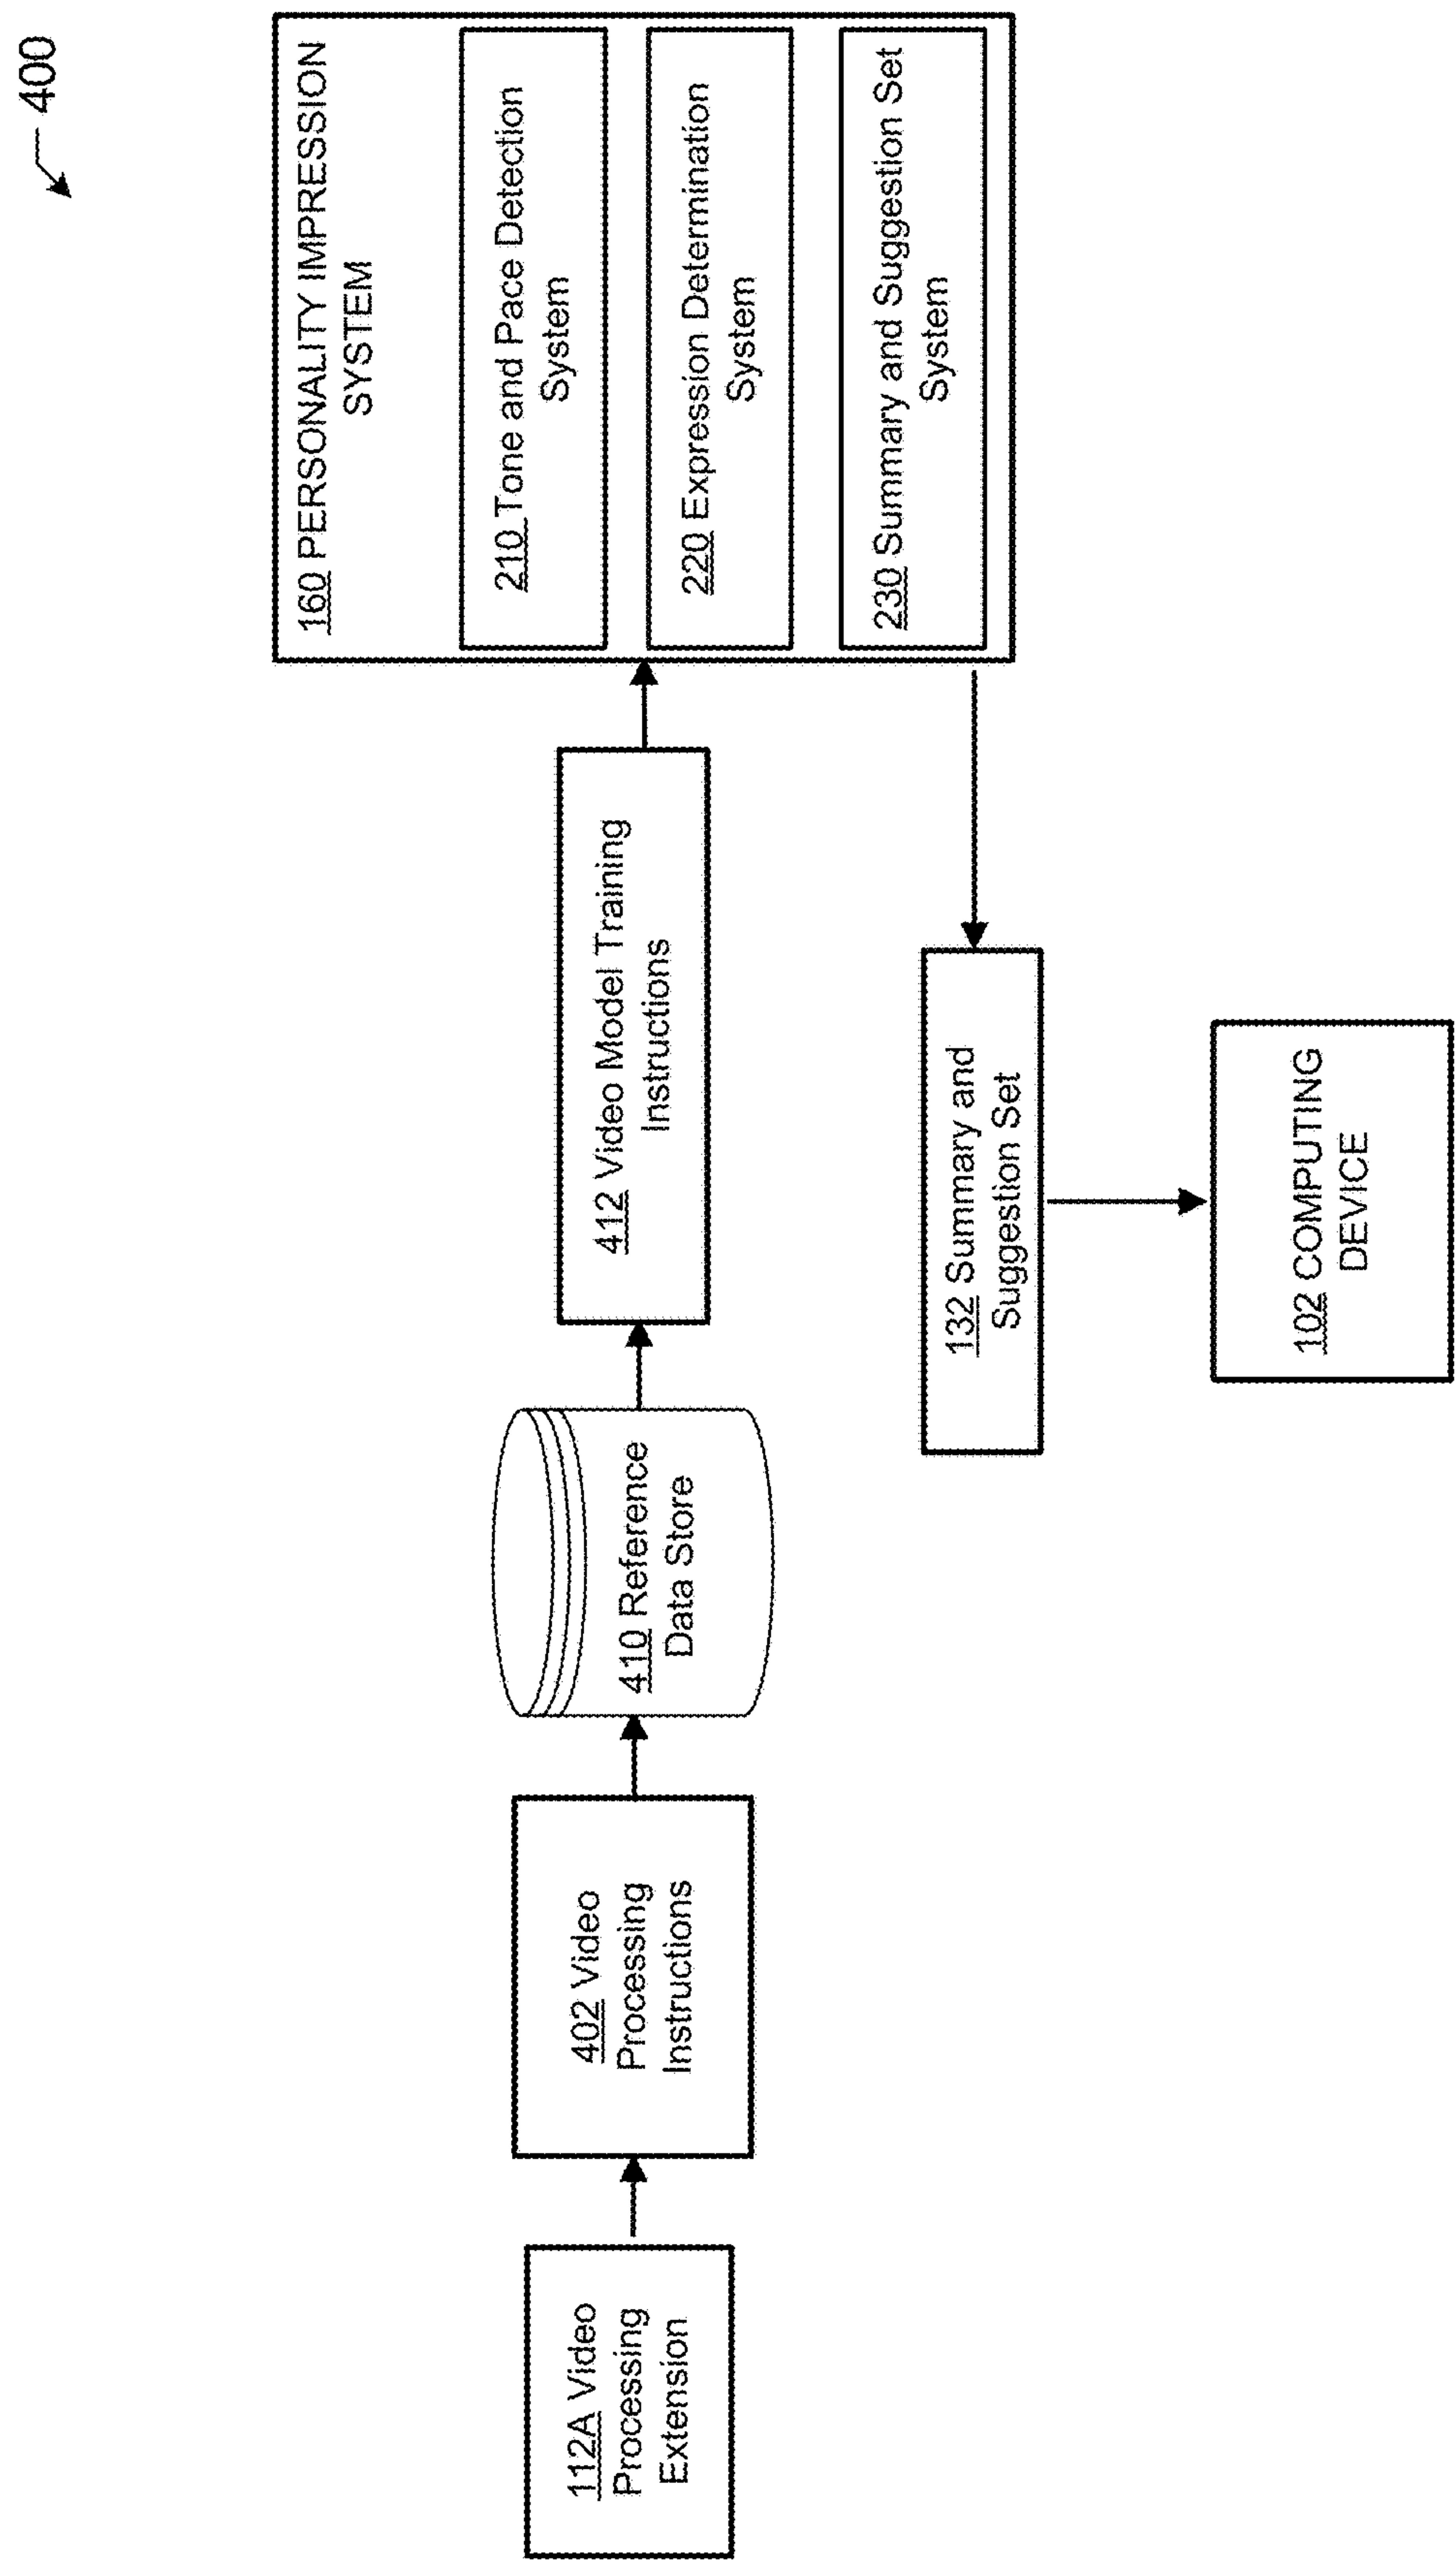 400
112A Video
Processing
Extension
402 Video
Processing
Instructions
410 Reference
Data Store
412 Video Model Training
Instructions
160 PERSONALITY IMPRESSION
SYSTEM
210 Tone and Pace Detection
System
220 Expression Determination
System
230 Summary and Suggestion Set
System
132 Summary and
Suggestion Set
102 COMPUTING
DEVICE